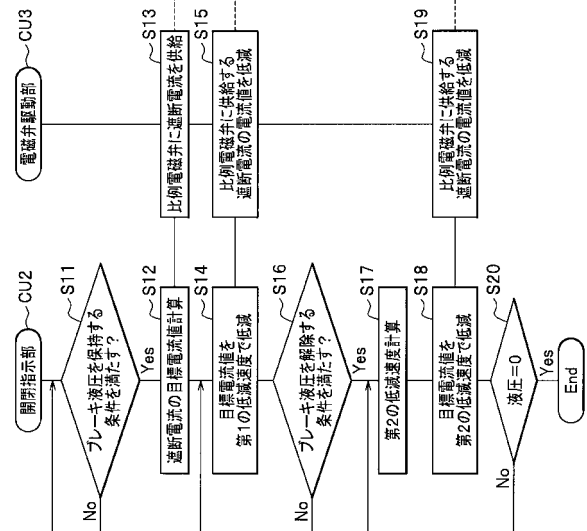 開閉指示部
CU2
電磁弁駆動部
CU3
ブレーキ液圧を保持する
条件を満たす？
S11
No
Yes
遮断電流の目標電流値計算
S12
比例電磁弁に遮断電流を供給
S13
目標電流値を
第1の低減速度で低減
S14
比例電磁弁に供給する
遮断電流の電流値を低減
S15
ブレーキ液圧を解除する
条件を満たす？
S16
No
Yes
第2の低減速度計算
S17
目標電流値を
第2の低減速度で低減
S18
比例電磁弁に供給する
遮断電流の電流値を低減
S19
液圧=0
S20
No
Yes
End